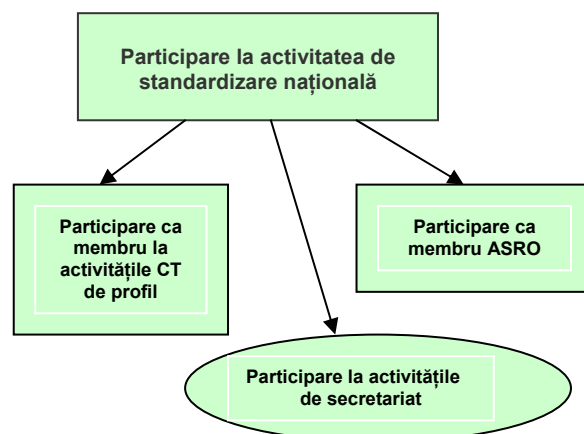 Participare la activitatea de
standardizare națională
Participare ca
membru la
activitățile CT
de profil
Participare ca
membru ASRO
Participare la activitățile
de secretariat